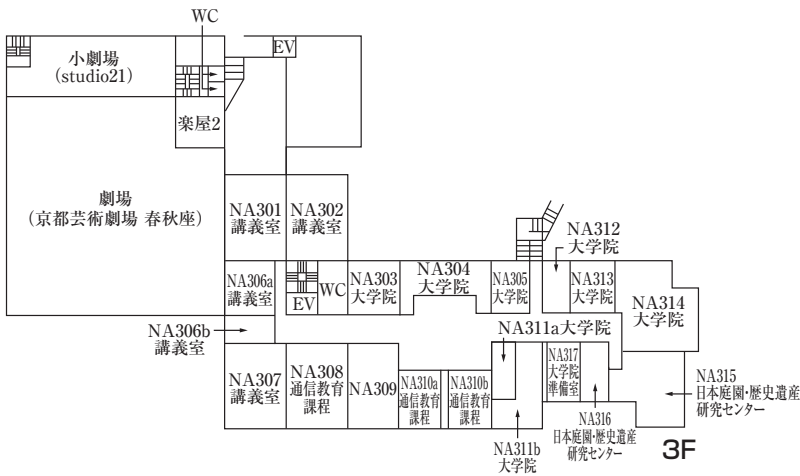 WC
EV
小劇場
(studio21)
楽屋2
劇場
(京都芸術劇場 春秋座)
NA301
講義室
NA302
講義室
NA312
大学院
NA306a
講義室
EV
WC
NA303
大学院
NA304
大学院
NA305
大学院
NA313
大学院
NA314
大学院
NA306b
講義室
NA311a大学院
NA307
講義室
NA308
通信教育
課程
NA309
NA310a
通信教育
課程
NA310b
通信教育
課程
NA317
大学院
準備室
NA315
日本庭園・歴史遺産
研究センター
NA311b
大学院
NA316
日本庭園・歴史遺産
研究センター
3F